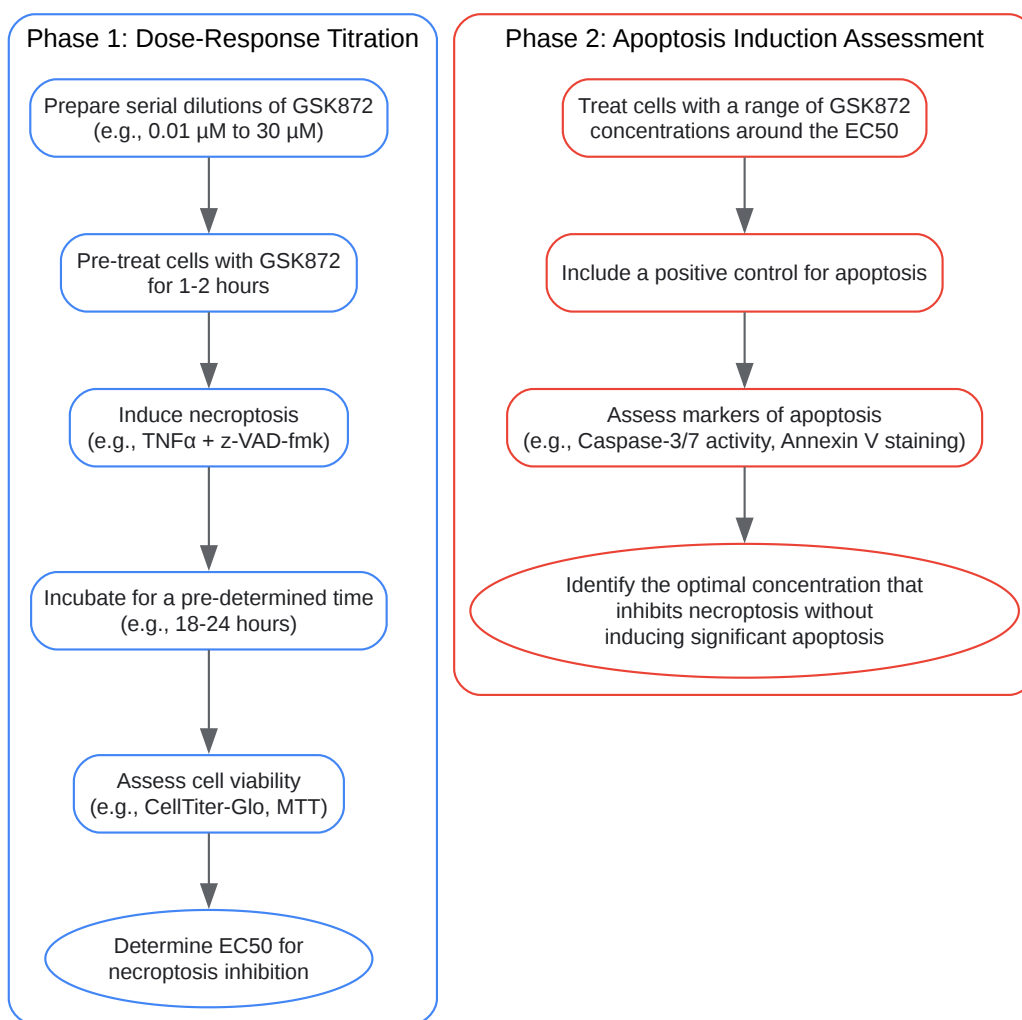 Phase 1: Dose-Response Titration
Prepare serial dilutions of GSK872
(e.g., 0.01 µM to 30 µM)
Pre-treat cells with GSK872
for 1-2 hours
Induce necroptosis
(e.g., TNFα + z-VAD-fmk)
Incubate for a pre-determined time
(e.g., 18-24 hours)
Assess cell viability
(e.g., CellTiter-Glo, MTT)
Determine EC50 for
necroptosis inhibition
Phase 2: Apoptosis Induction Assessment
Treat cells with a range of GSK872
concentrations around the EC50
Include a positive control for apoptosis
Assess markers of apoptosis
(e.g., Caspase-3/7 activity, Annexin V staining)
Identify the optimal concentration that
inhibits necroptosis without
inducing significant apoptosis